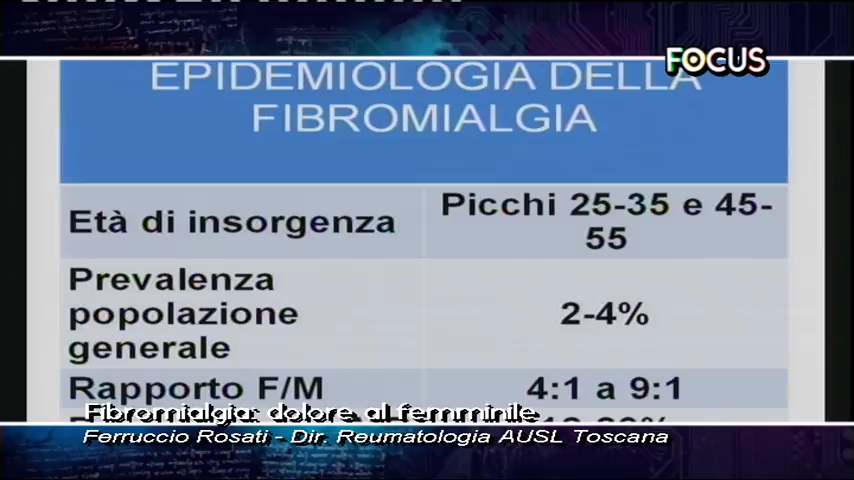 FOCUS
EPIDEMIOLOGIA DELLA
FIBROMIALGIA
Età di insorgenza
Picchi 25-35 e 45-
55
Prevalenza
popolazione
generale
2-4%
Rapporto F/M
4:1 a 9:1
Fibromialgia: dolore al femminile
Ferruccio Rosati - Dir. Reumatologia AUSL Toscana